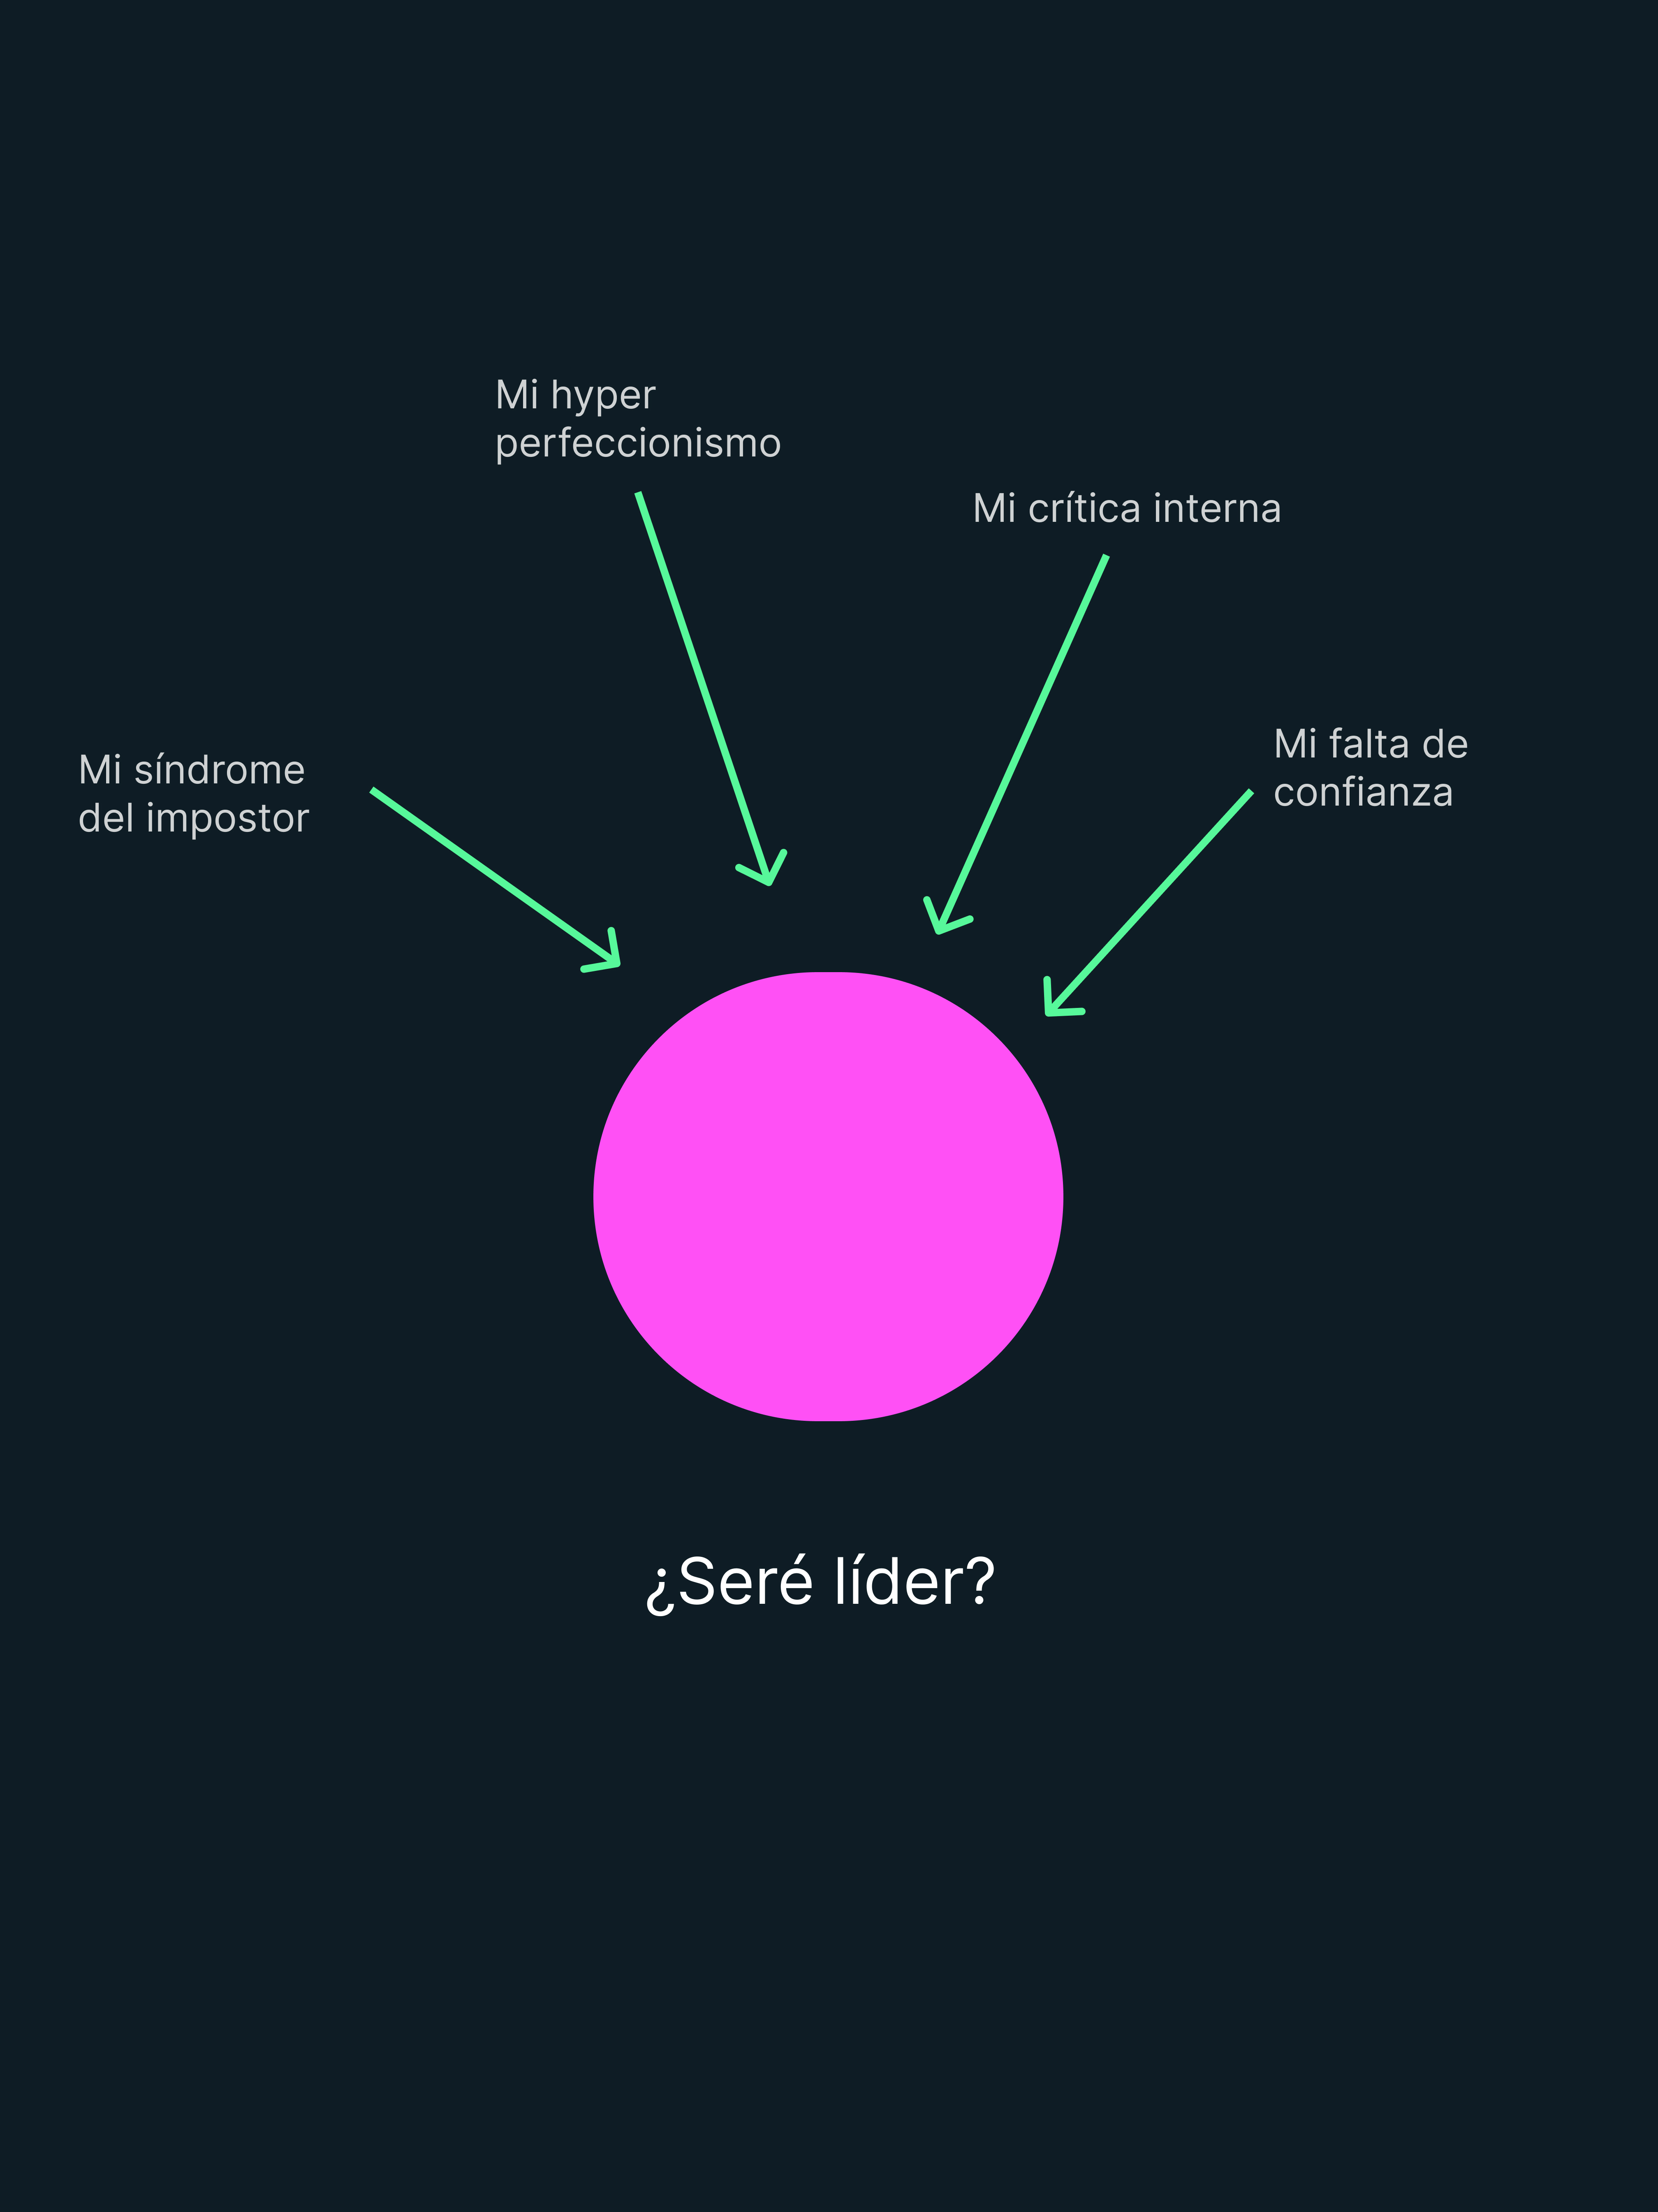 Mi hyper
perfeccionismo
Mi crítica interna
Mi síndrome
del impostor
Mi falta de
confianza
¿Seré líder?